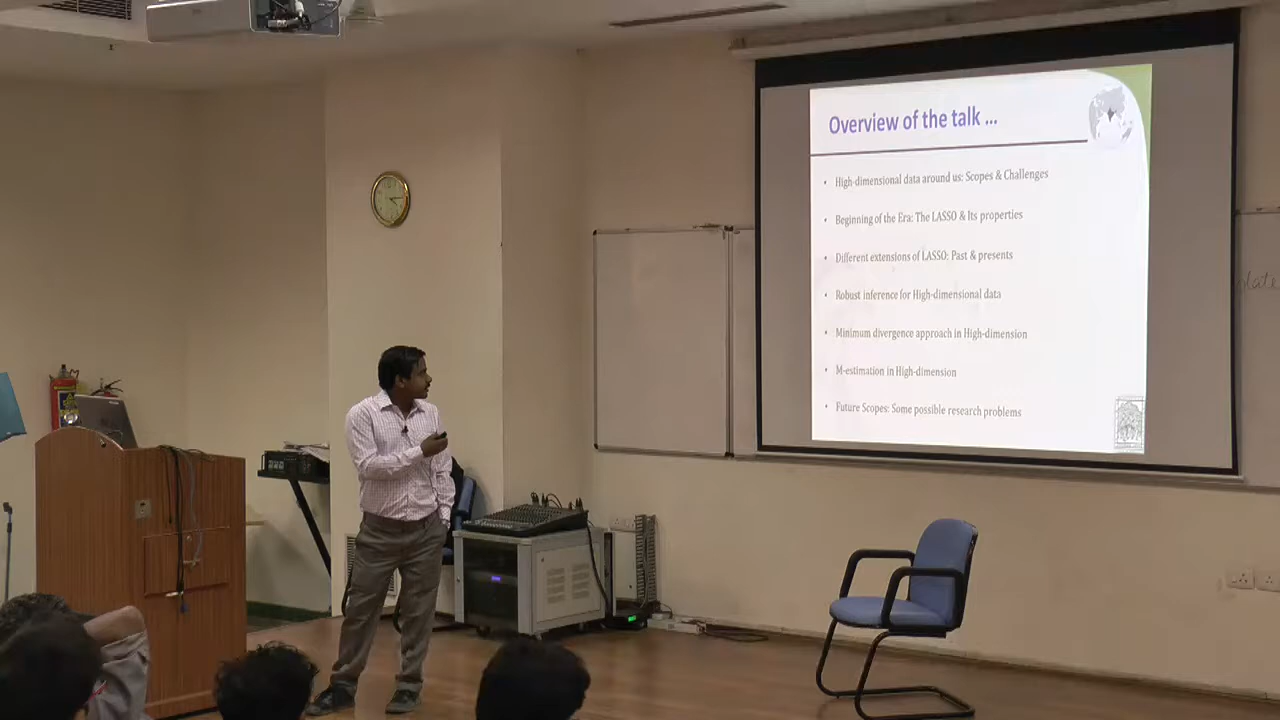 Overview of the talk ...
• High-dimensional data around us: Scopes & Challenges
• Beginning of the Era: The LASSO & Its properties
• Different extensions of LASSO: Past & presents
• Robust inference for High-dimensional data
• Minimum divergence approach in High-dimension
• M-estimation in High-dimension
• Future Scopes: Some possible research problems